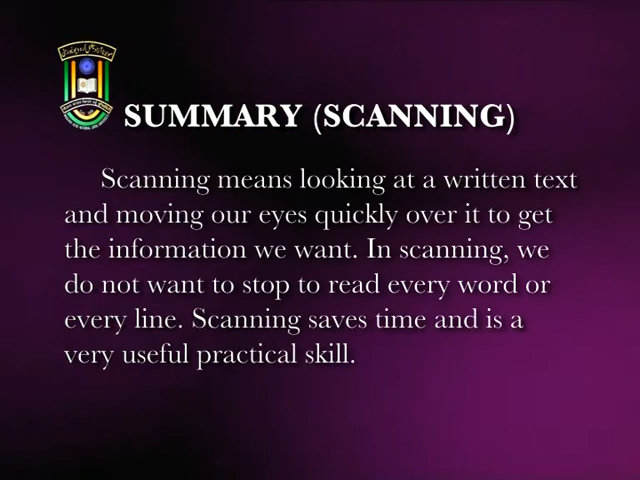 SUMMARY (SCANNING)
Scanning means looking at a written text
and moving our eyes quickly over it to get
the information we want. In scanning, we
do not want to stop to read every word or
every line. Scanning saves time and is a
very useful practical skill.